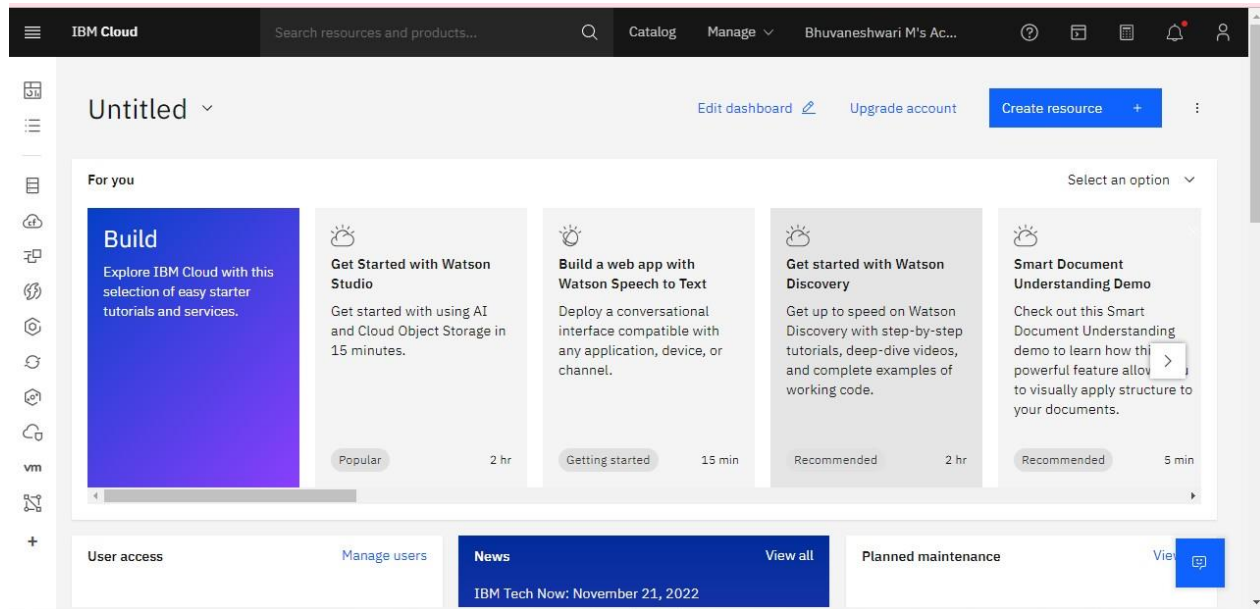 IBM Cloud
Search resources and products...
Catalog
Manage
Bhuvaneshwari M's Ac...
Untitled
Edit dashboard
Upgrade account
Create resource +
For you
Select an option
Build
Explore IBM Cloud with this
selection of easy starter
tutorials and services.
Get Started with Watson
Studio
Get started with using AI
and Cloud Object Storage in
15 minutes.
Popular
2 hr
Build a web app with
Watson Speech to Text
Deploy a conversational
interface compatible with
any application, device, or
channel.
Getting started
15 min
Get started with Watson
Discovery
Get up to speed on Watson
Discovery with step-by-step
tutorials, deep-dive videos,
and complete examples of
working code.
Recommended
2 hr
Smart Document
Understanding Demo
Check out this Smart
Document Understanding
demo to learn how
powerful feature
to visually apply structure to
your documents.
Recommended
5 min
cf
vm
User access
Manage users
News
View all
IBM Tech Now: November 21, 2022
Planned maintenance